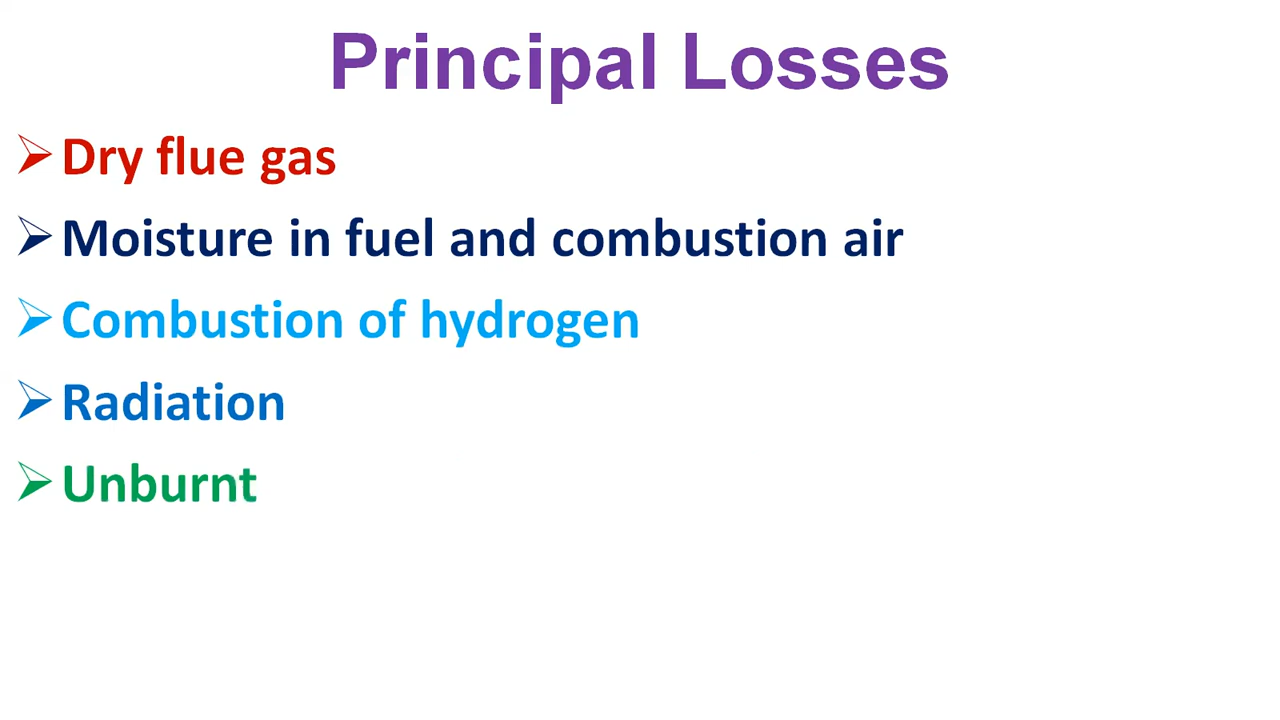 Principal Losses
Dry flue gas
Moisture in fuel and combustion air
Combustion of hydrogen
Radiation
Unburnt